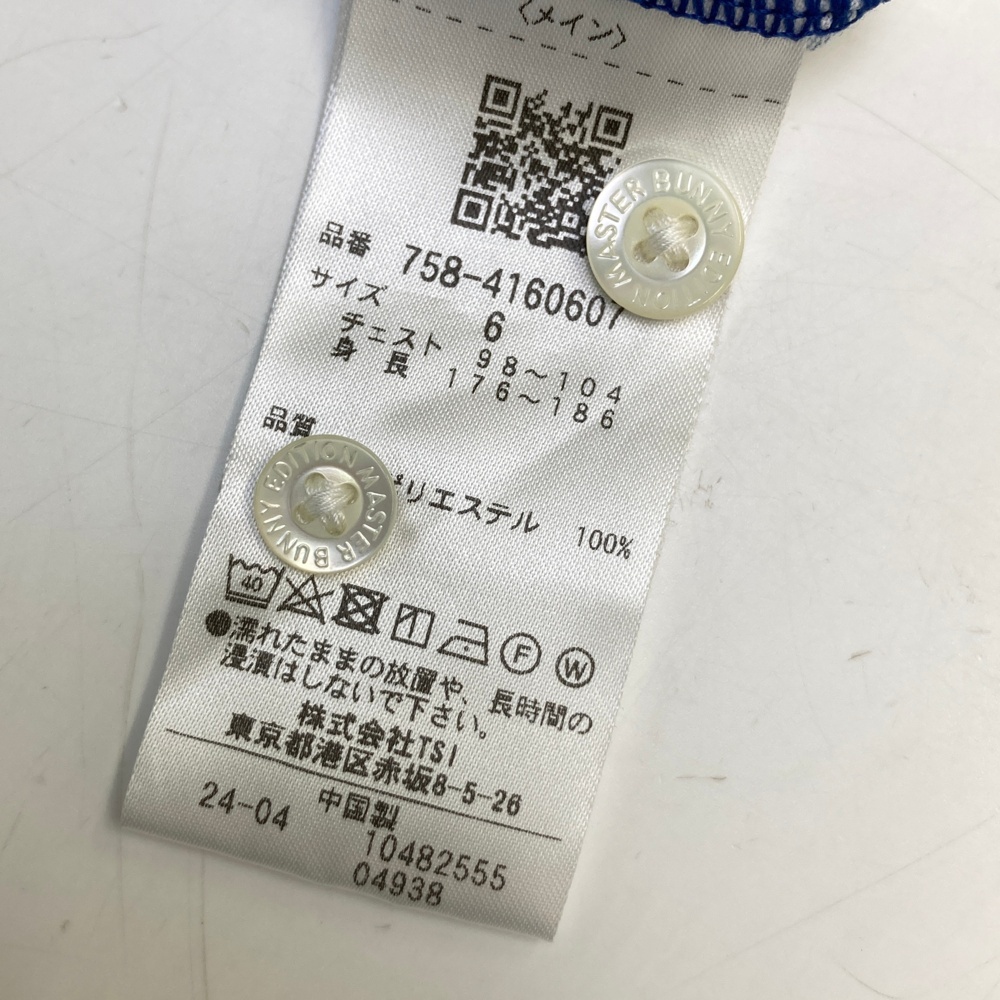 〈メイン〉
MASTER BUNNY EDITION
品番 758-4160607
サイズ 6
チェスト 98～104
身長 176～186
品質
MASTER BUNNY EDITION
リエステル 100%
40
F W
●濡れたままの放置や、長時間の
浸漬はしないで下さい。
株式会社TSI
東京都港区赤坂8-5-26
中国製
24-04
10482555
04938